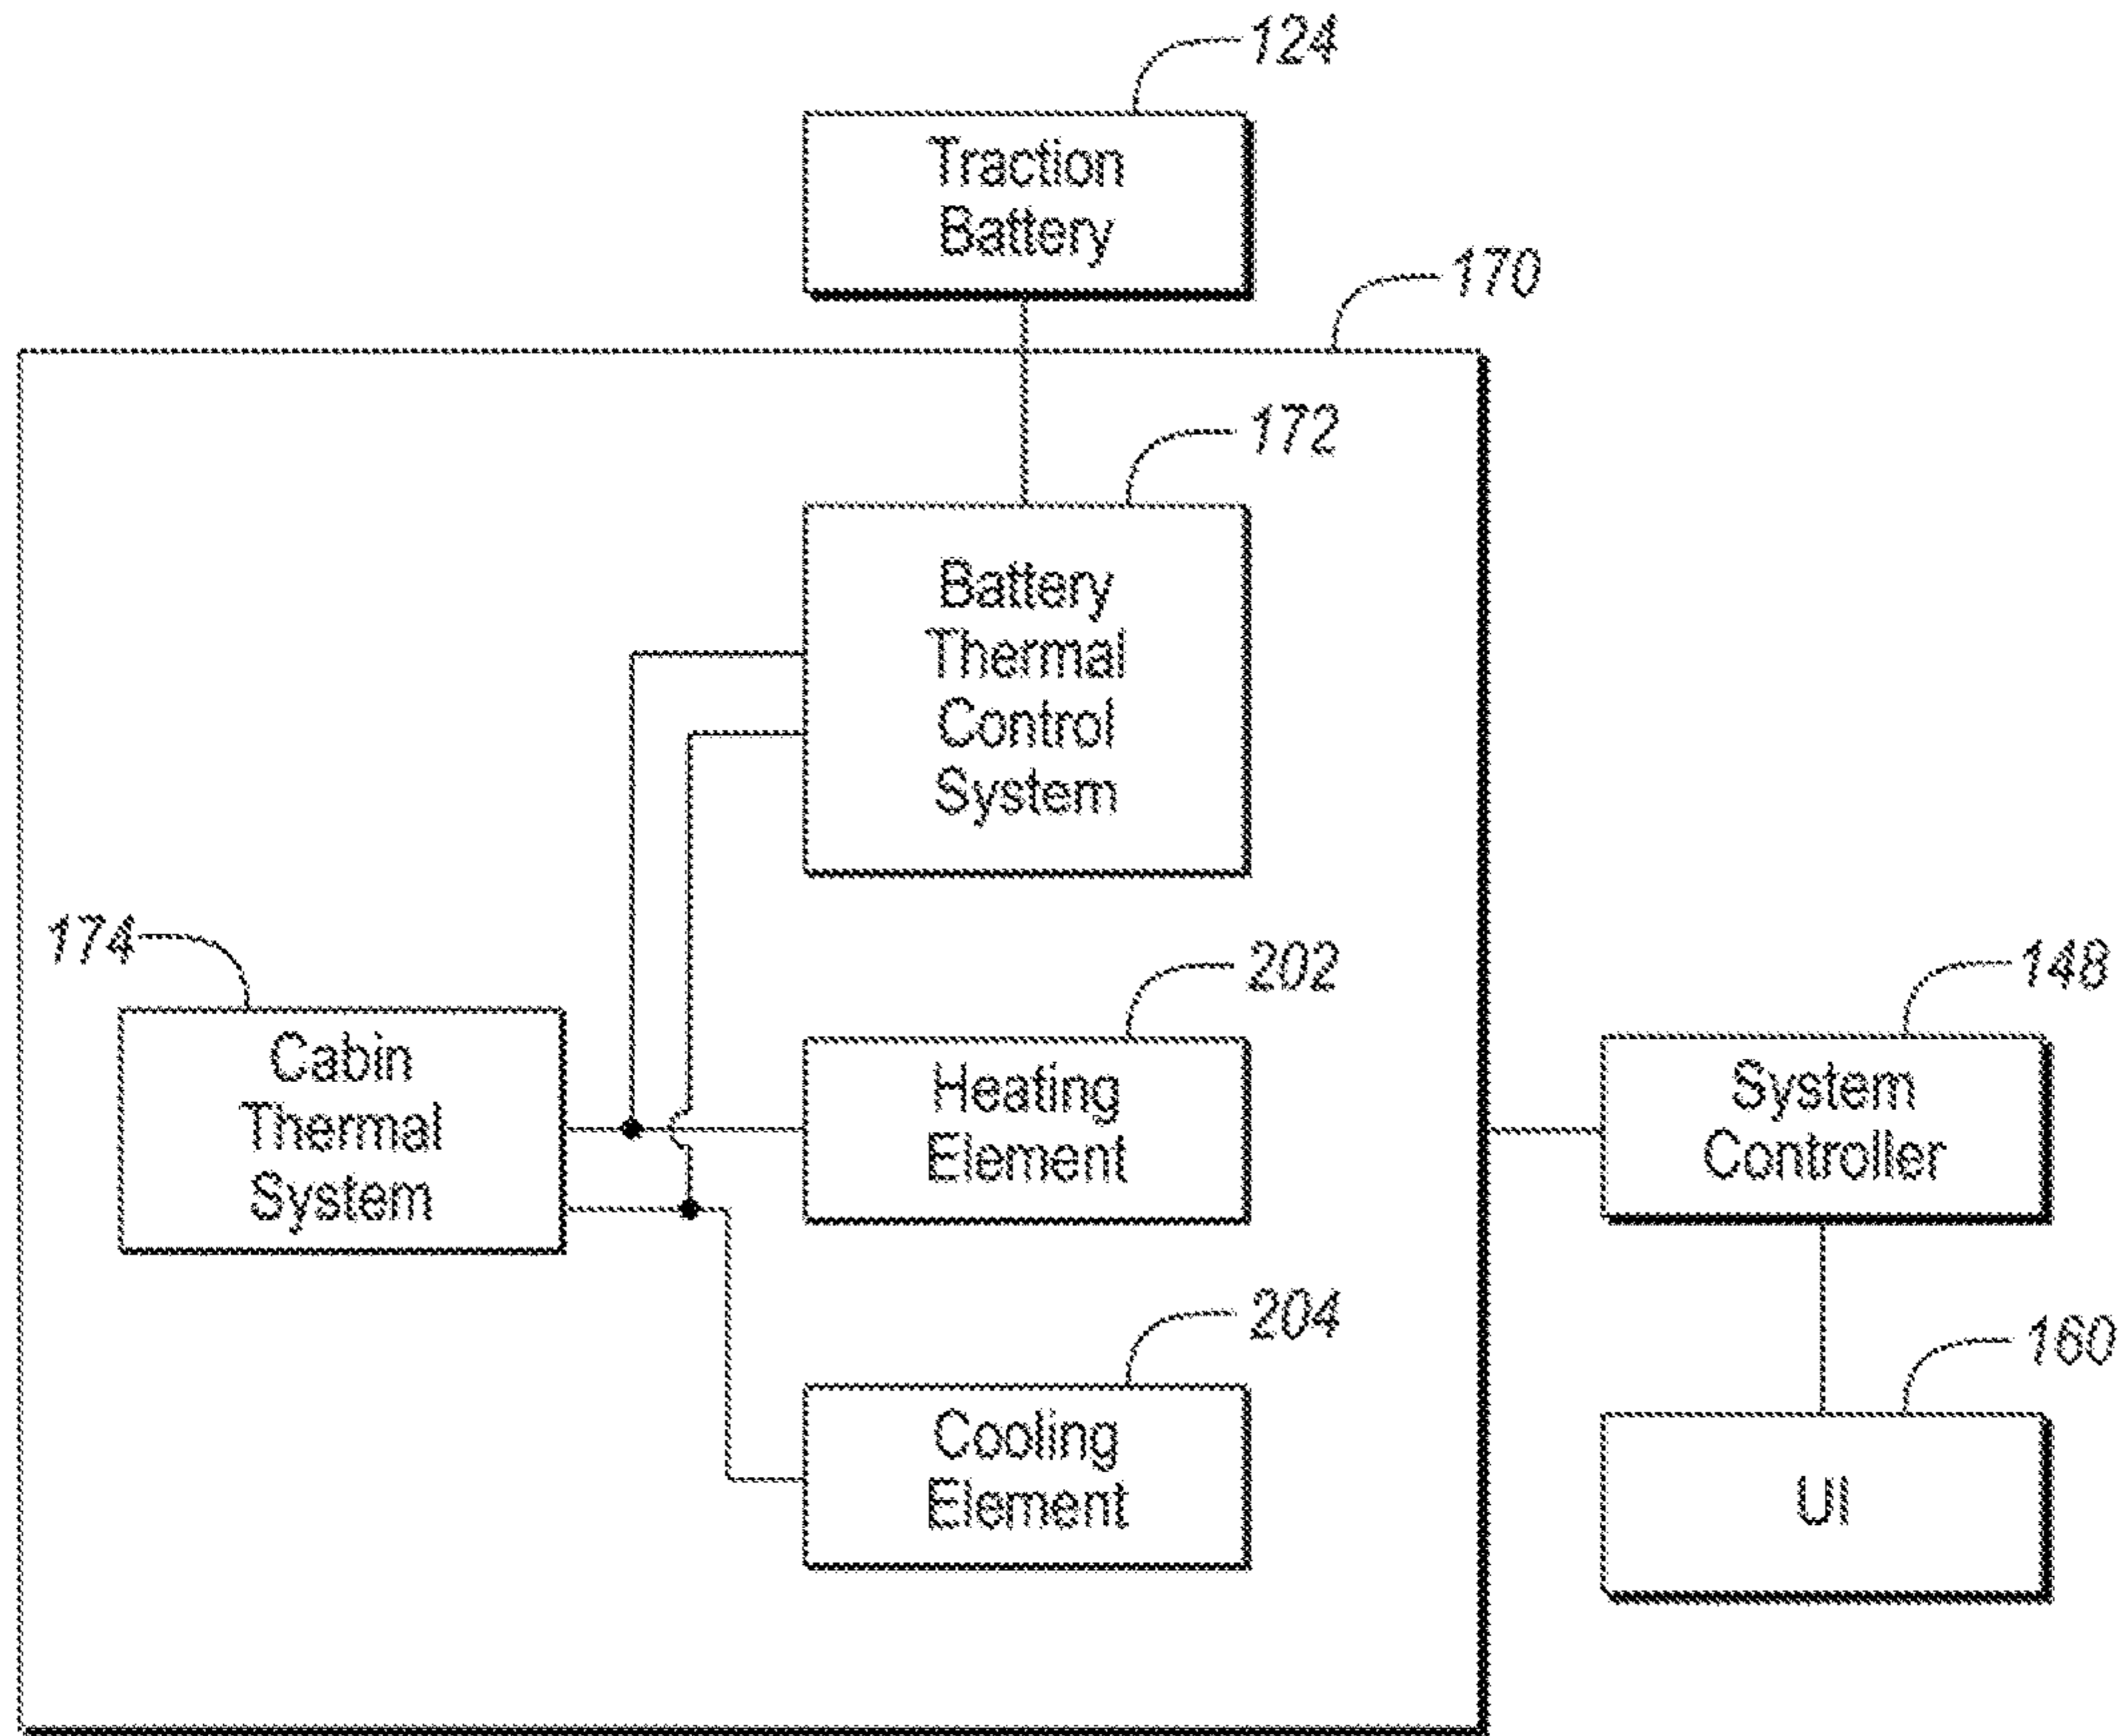 124
Traction
Battery
170
172
Battery
Thermal
Control
System
174
Cabin
Thermal
System
202
Heating
Element
148
System
Controller
204
Cooling
Element
160
UI